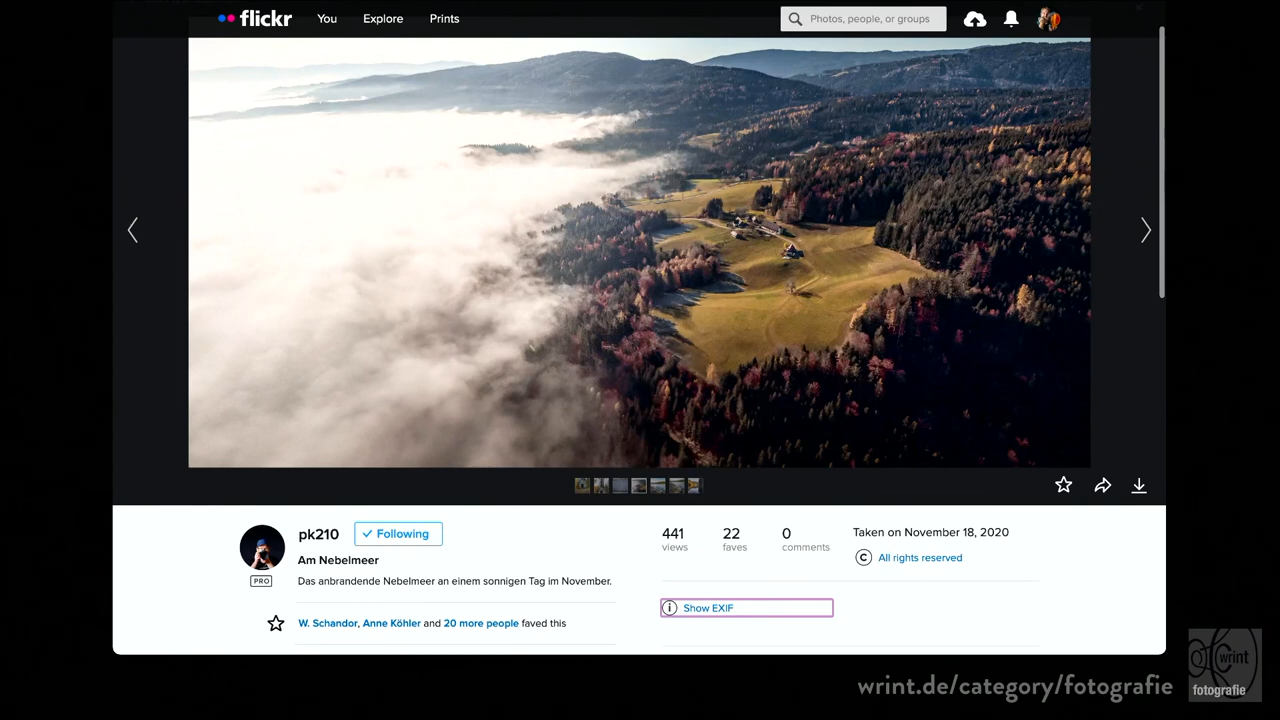 flickr You Explore Prints Photos, people, or groups
pk210 Following
PRO
Am Nebelmeer
Das anbrandende Nebelmeer an einem sonnigen Tag im November.
W. Schandor, Anne Köhler and 20 more people faved this
441 views
22 faves
0 comments
Taken on November 18, 2020
All rights reserved
Show EXIF
wrint.de/category/fotografie
wrint
fotografie